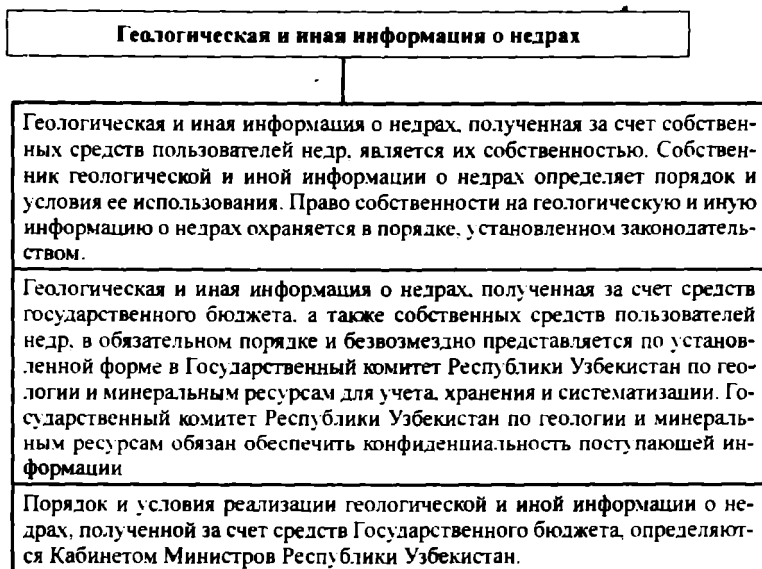 Геологическая и иная информация о недрах
Геологическая и иная информация о недрах, полученная за счет собствен-
ных средств пользователей недр, является их собственностью. Собствен-
ник геологической и иной информации о недрах определяет порядок и
условия ее использования. Право собственности на геологическую и иную
информацию о недрах охраняется в порядке, установленном законодатель-
ством.
Геологическая и иная информация о недрах, полученная за счет средств
государственного бюджета, а также собственных средств пользователей
недр, в обязательном порядке и безвозмездно представляется по установ-
ленной форме в Государственный комитет Республики Узбекистан по гео-
логии и минеральным ресурсам для учета, хранения и систематизации. Го-
сударственный комитет Республики Узбекистан по геологии и минераль-
ным ресурсам обязан обеспечить конфиденциальность поступающей ин-
формации
Порядок и условия реализации геологической и иной информации о не-
драх, полученной за счет средств Государственного бюджета, определяют-
ся Кабинетом Министров Республики Узбекистан.